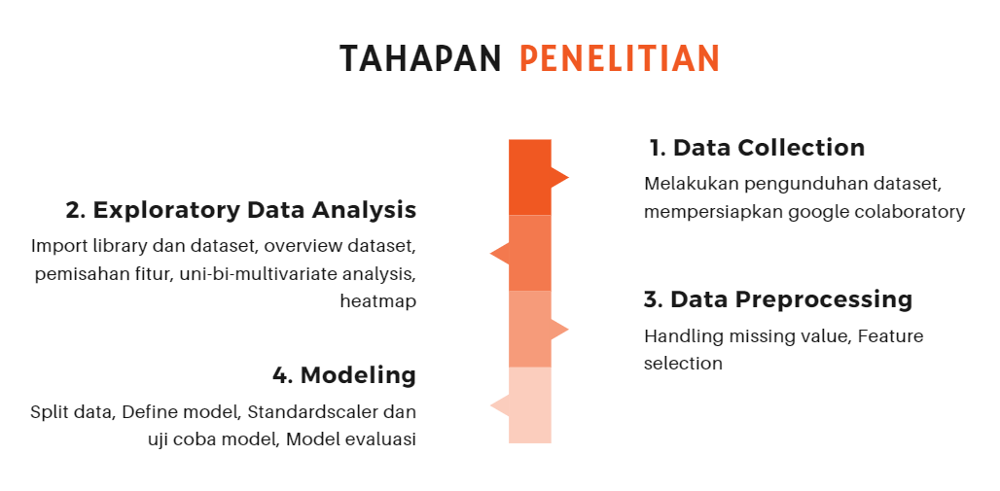 TAHAPAN PENELITIAN
1. Data Collection
Melakukan pengunduhan dataset,
mempersiapkan google colaboratory
2. Exploratory Data Analysis
Import library dan dataset, overview dataset,
pemisahan fitur, uni-bi-multivariate analysis,
heatmap
3. Data Preprocessing
Handling missing value, Feature
selection
4. Modeling
Split data, Define model, Standardscaler dan
uji coba model, Model evaluasi